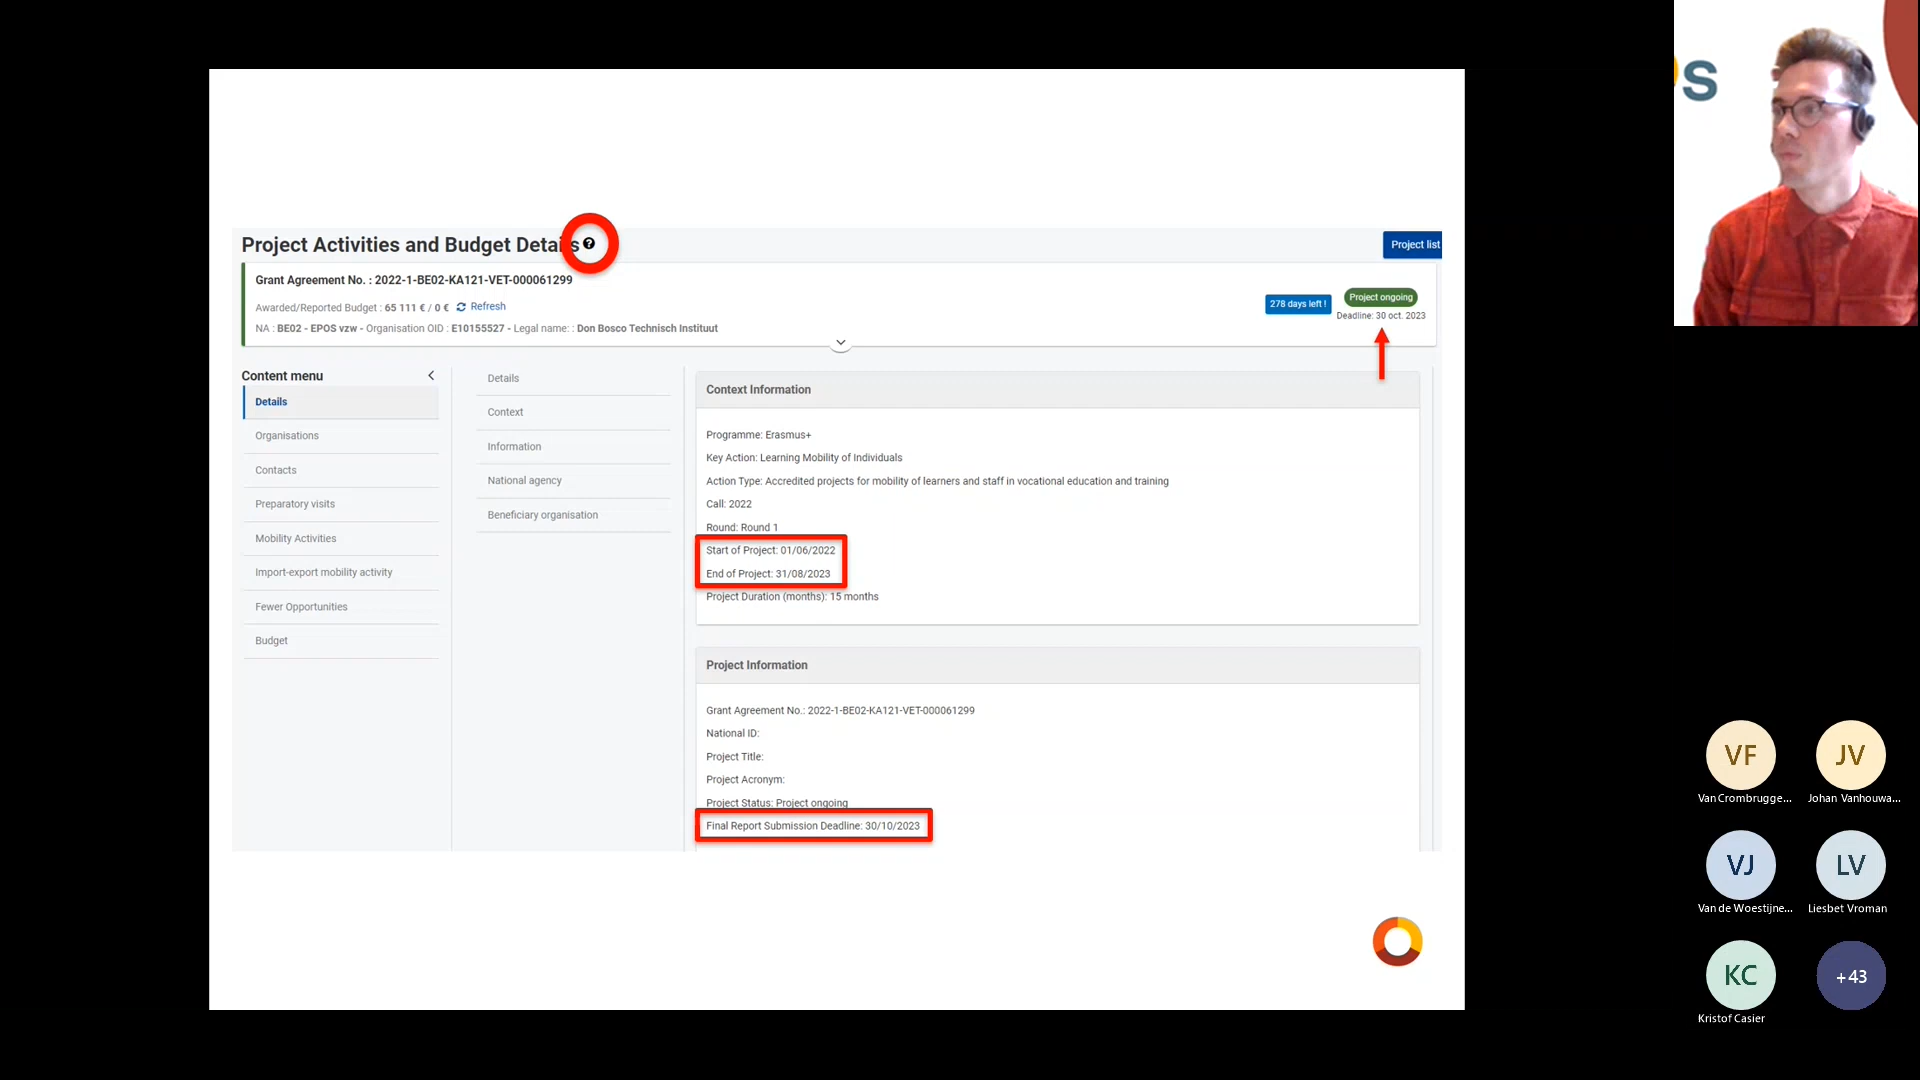 s
Project Activities and Budget Details
Project list
Grant Agreement No. : 2022-1-BE02-KA121-VET-000061299
Awarded/Reported Budget : 65 111 € / 0 € Refresh
278 days left !
Project ongoing
Deadline: 30 oct. 2023
NA : BE02 - EPOS vzw - Organisation OID : E10155527 - Legal name: : Don Bosco Technisch Instituut
Content menu
Details
Organisations
Contacts
Preparatory visits
Mobility Activities
Import-export mobility activity
Fewer Opportunities
Budget
Details
Context
Information
National agency
Beneficiary organisation
Context Information
Programme: Erasmus+
Key Action: Learning Mobility of Individuals
Action Type: Accredited projects for mobility of learners and staff in vocational education and training
Call: 2022
Round: Round 1
Start of Project: 01/06/2022
End of Project: 31/08/2023
Project Duration (months): 15 months
Project Information
Grant Agreement No.: 2022-1-BE02-KA121-VET-000061299
National ID:
Project Title:
Project Acronym:
Project Status: Project ongoing
Final Report Submission Deadline: 30/10/2023
VF
Van Crombrugge...
JV
Johan Vanhouwa...
VJ
Van de Woestijne...
LV
Liesbet Vroman
KC
Kristof Casier
+43